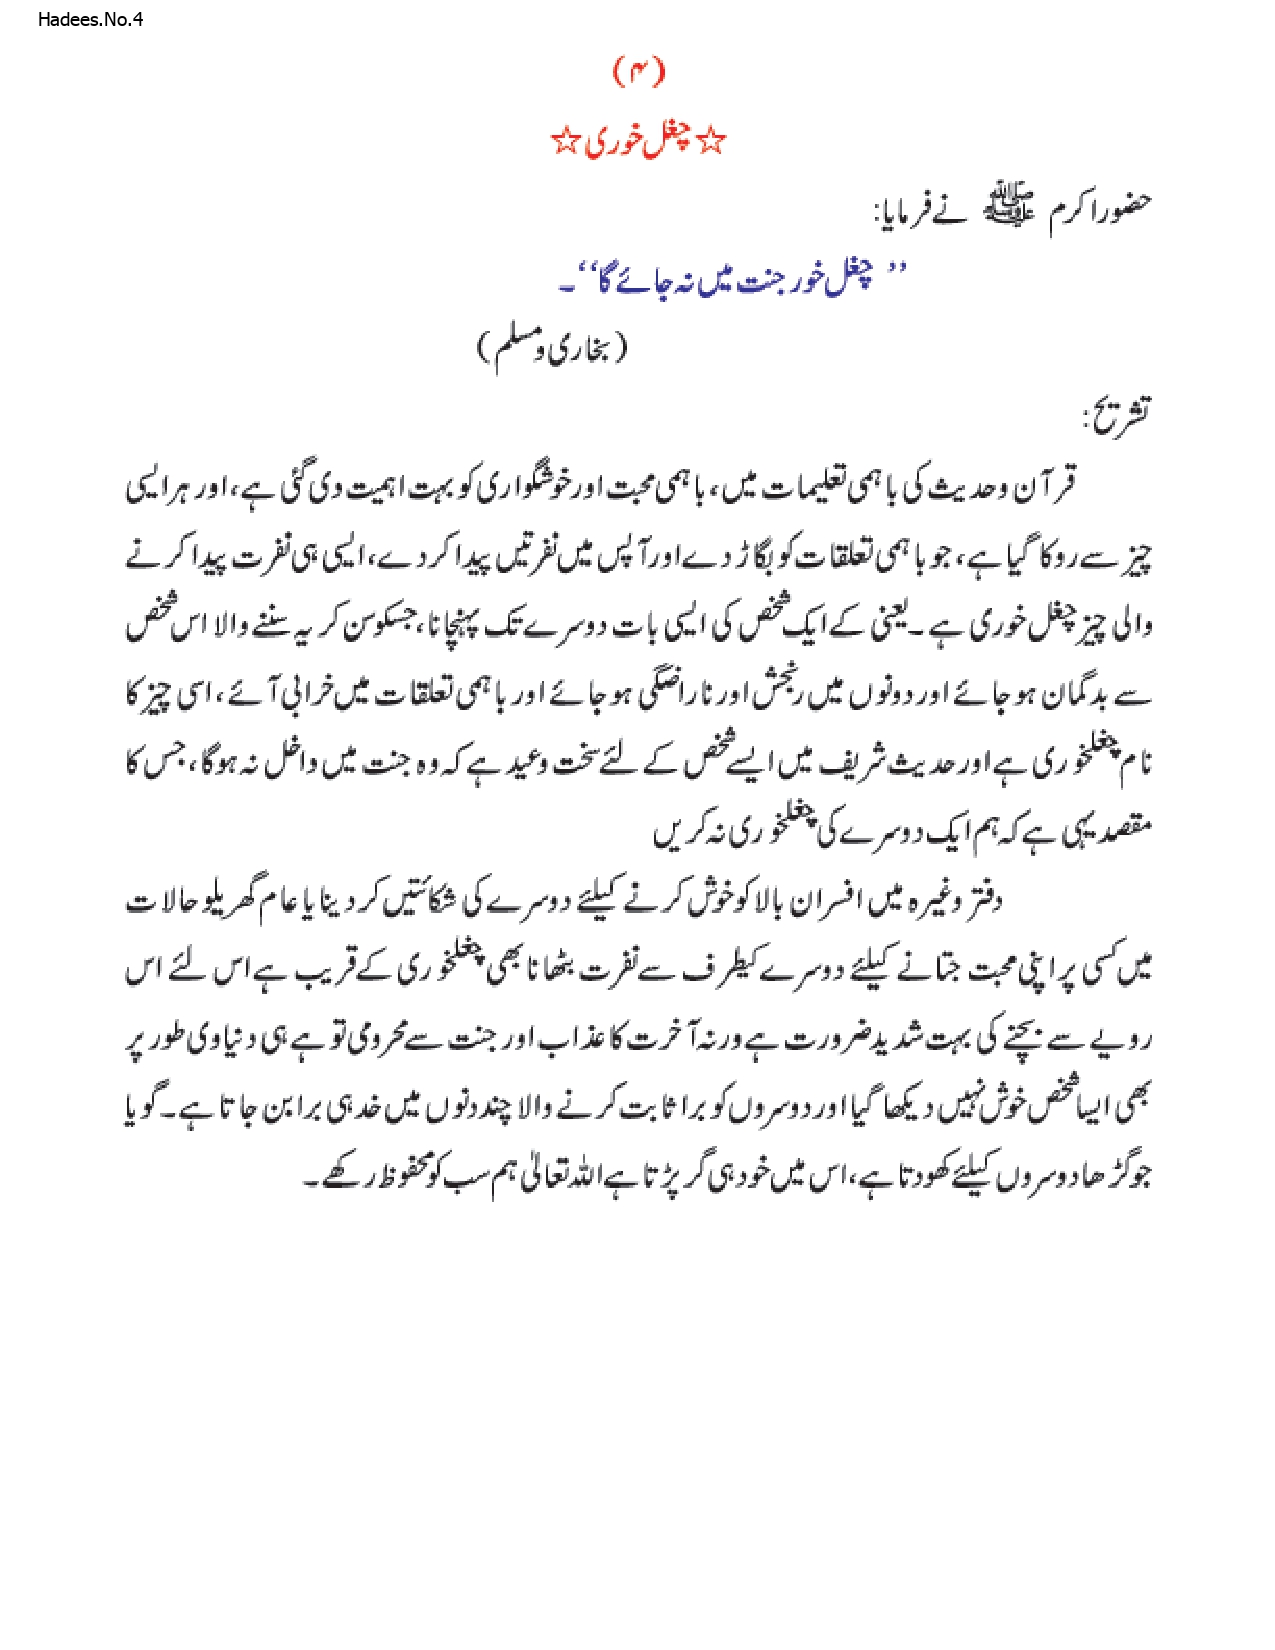 Hadees.No.4
(۴)
☆ چغل خوری ☆
حضور اکرم ﷺ نے فرمایا:
’’ چغل خور جنت میں نہ جائے گا‘‘۔
(بخاری و مسلم)
تشریح:
قرآن و حدیث کی باہمی تعلیمات میں، باہمی محبت اور خوشگواری کو بہت اہمیت دی گئی ہے، اور ہر ایسی
چیز سے روکا گیا ہے، جو باہمی تعلقات کو بگاڑ دے اور آپس میں نفرتیں پیدا کر دے، ایسی ہی نفرت پیدا کرنے
والی چیز چغل خوری ہے۔ یعنی کے ایک شخص کی ایسی بات دوسرے تک پہنچانا، جسکو سن کر یہ سننے والا اس شخص
سے بدگمان ہو جائے اور دونوں میں رنجش اور ناراضگی ہو جائے اور باہمی تعلقات میں خرابی آئے، اسی چیز کا
نام چغلخوری ہے اور حدیث شریف میں ایسے شخص کے لئے سخت وعید ہے کہ وہ جنت میں داخل نہ ہوگا، جس کا
مقصد یہی ہے کہ ہم ایک دوسرے کی چغلخوری نہ کریں
دفتر وغیرہ میں افسران بالا کو خوش کرنے کیلئے دوسرے کی شکائتیں کر دینا یا عام گھریلو حالات
میں کسی پر اپنی محبت جتانے کیلئے دوسرے کیطرف سے نفرت بٹھانا بھی چغلخوری کے قریب ہے اس لئے اس
رویے سے بچنے کی بہت شدید ضرورت ہے ورنہ آخرت کا عذاب اور جنت سے محرومی تو ہے ہی دنیاوی طور پر
بھی ایسا شخص خوش نہیں دیکھا گیا اور دوسروں کو برا ثابت کرنے والا چند دنوں میں خد ہی برا بن جاتا ہے۔ گویا
جو گڑھا دوسروں کیلئے کھودتا ہے، اس میں خود ہی گر پڑتا ہے اللہ تعالیٰ ہم سب کو محفوظ رکھے۔